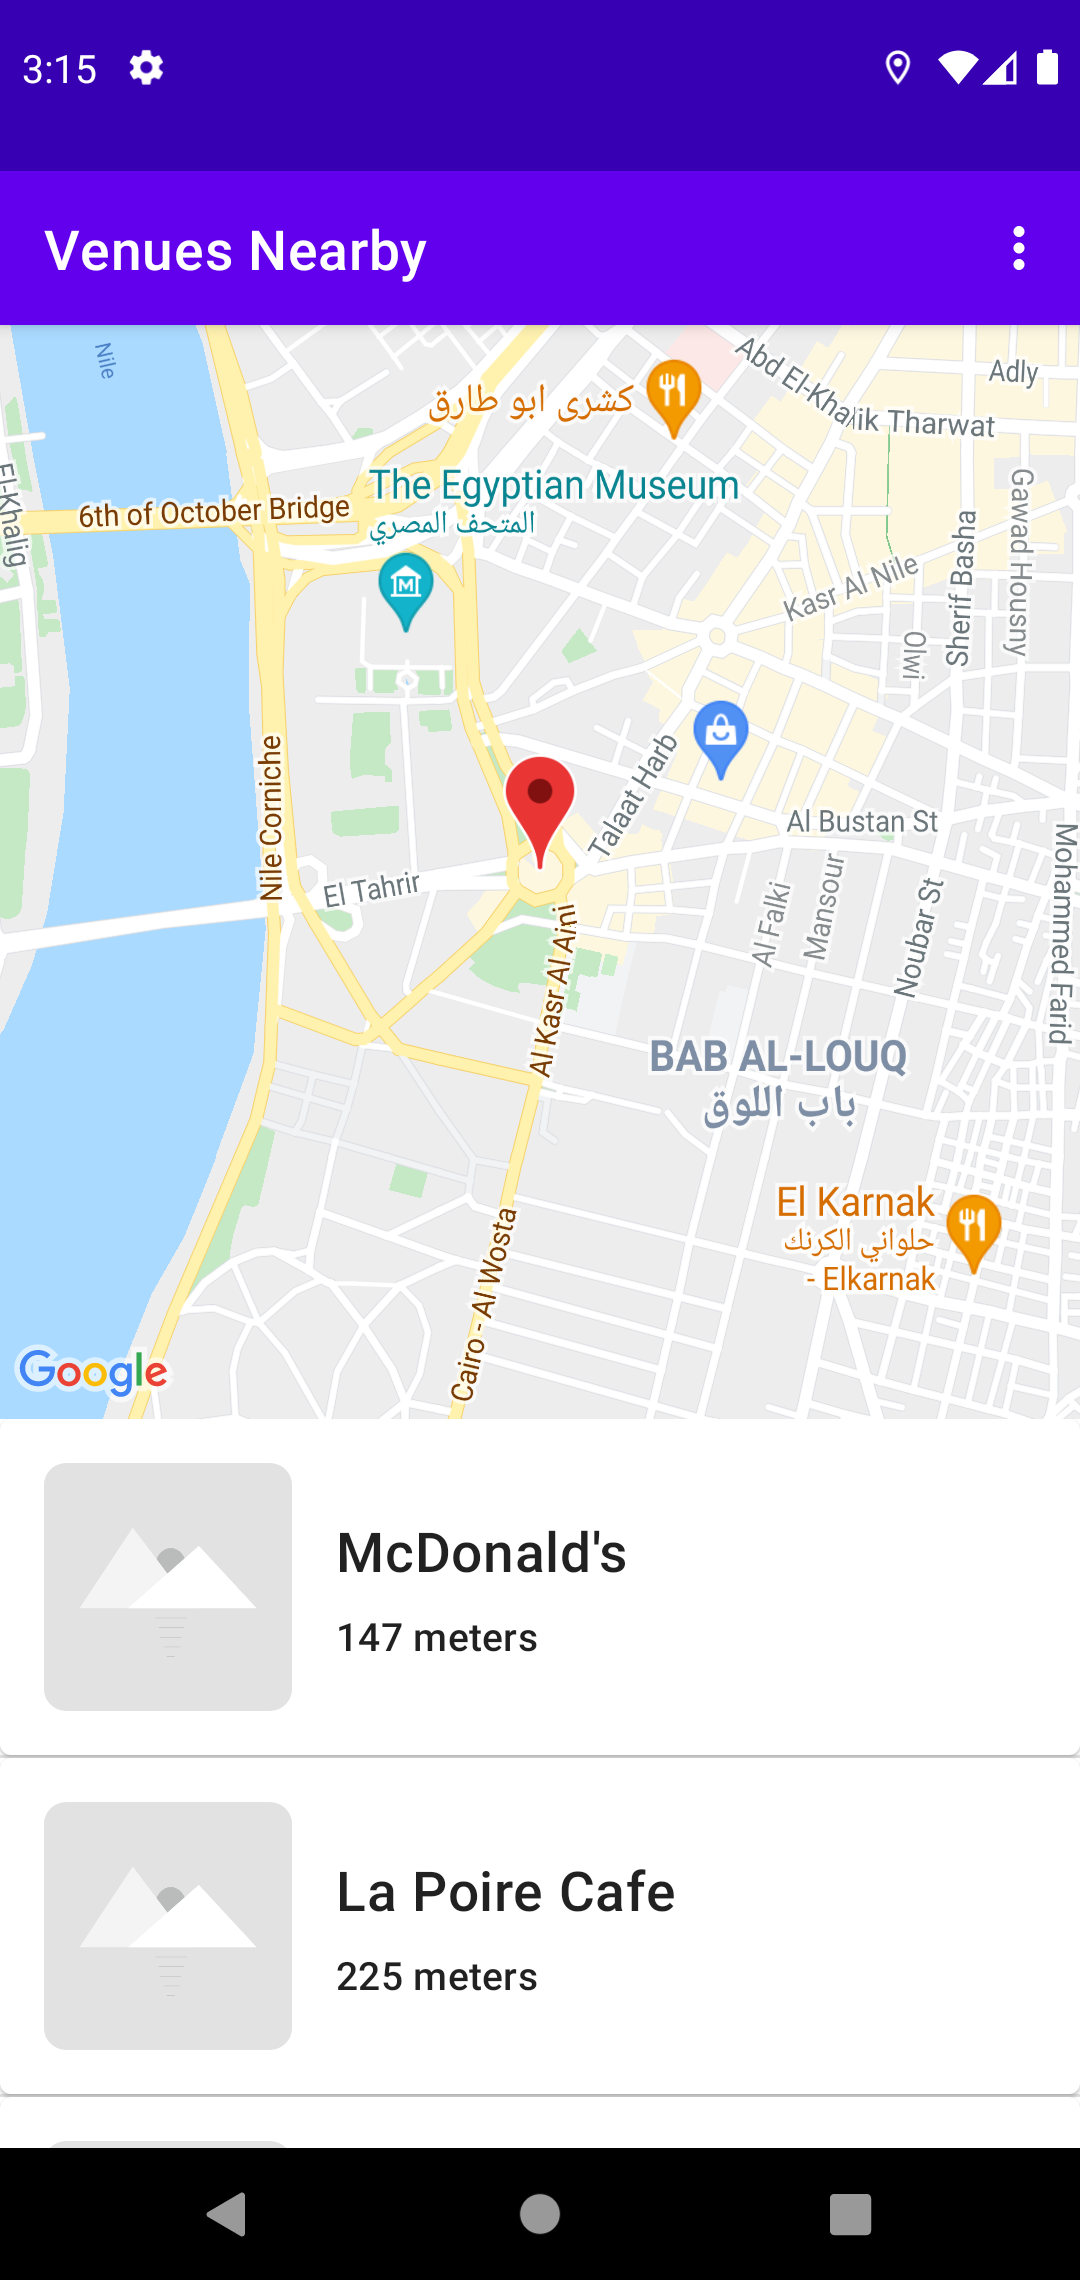 3:15
Venues Nearby
Nile
Abd El-Khalik Tharwat
Adly
كشرى ابو طارق
The Egyptian Museum
المتحف المصري
6th of October Bridge
El-Khalig
Gawad Housny
Sherif Basha
Kasr Al Nile
Olwi
Talaat Harb
Nile Corniche
Al Bustan St
El Tahrir
Mohammed Farid
Al Falki
Mansour
Noubar St
Al Kasr Al Aini
BAB AL-LOUQ
باب اللوق
El Karnak
حلواني الكرنك
- Elkarnak
Cairo - Al Wosta
Google
McDonald's
147 meters
La Poire Cafe
225 meters